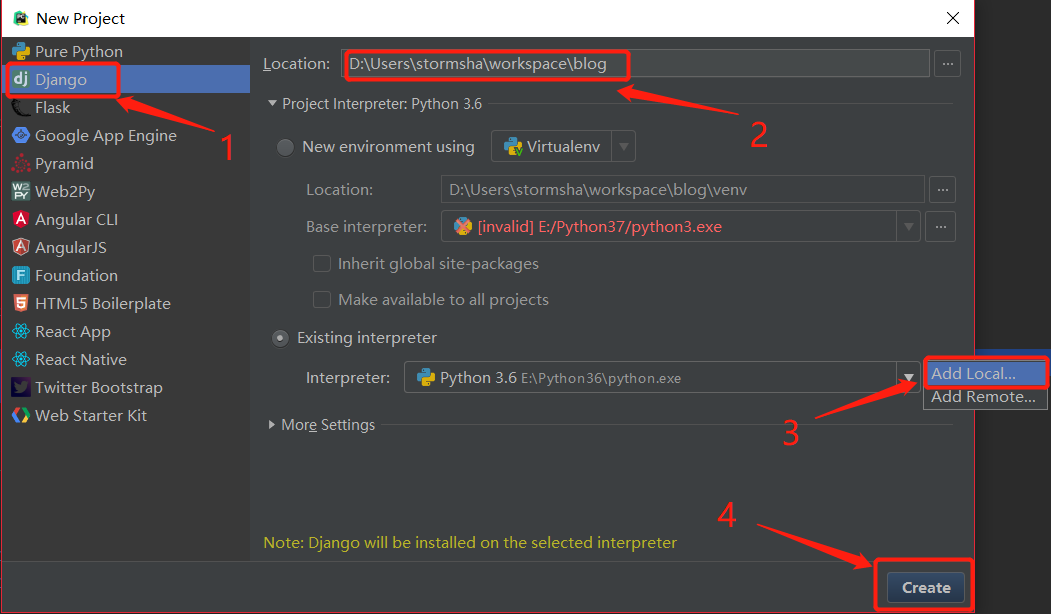 New Project
Pure Python
Django
Flask
Google App Engine
Pyramid
Web2Py
Angular CLI
AngularJS
Foundation
HTML5 Boilerplate
React App
React Native
Twitter Bootstrap
Web Starter Kit
1
Location: D:\Users\stormsha\workspace\blog
2
Project Interpreter: Python 3.6
New environment using Virtualenv
Location: D:\Users\stormsha\workspace\blog\venv
Base interpreter: [invalid] E:/Python37/python3.exe
Inherit global site-packages
Make available to all projects
Existing interpreter
Interpreter: Python 3.6 E:\Python36\python.exe
Add Local...
Add Remote...
3
More Settings
4
Note: Django will be installed on the selected interpreter
Create